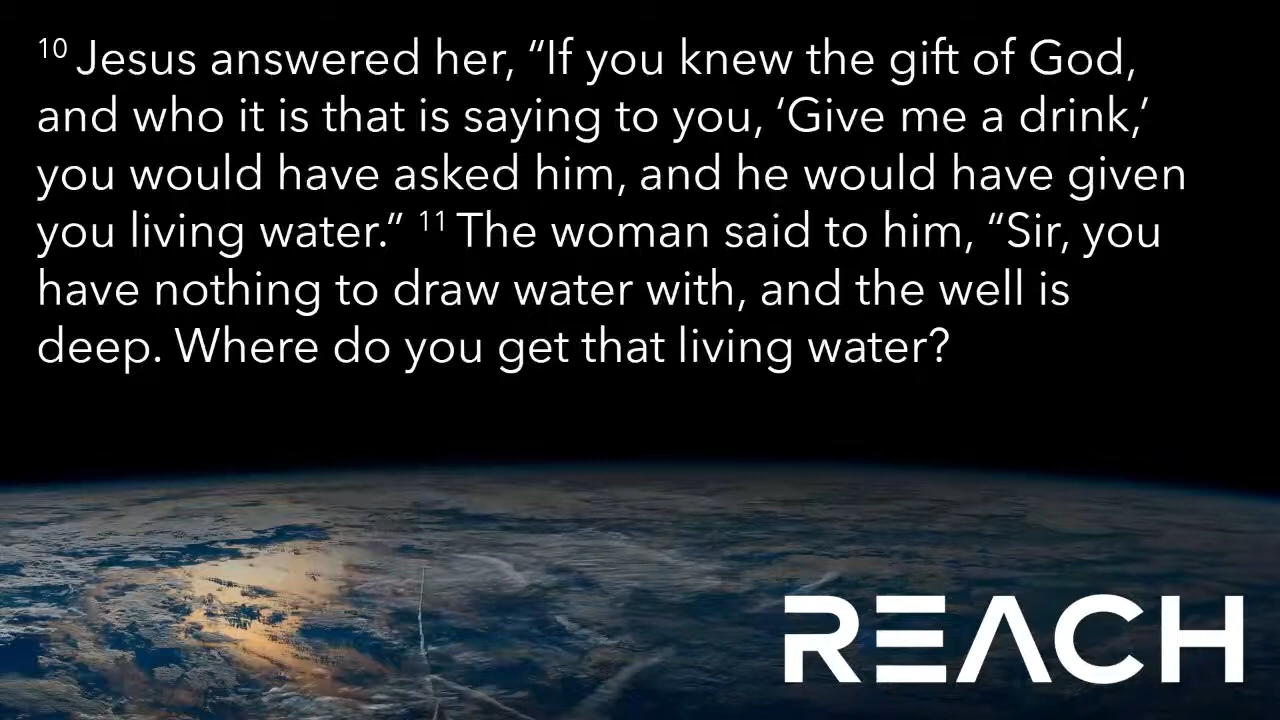 10 Jesus answered her, “If you knew the gift of God,
and who it is that is saying to you, ‘Give me a drink,’
you would have asked him, and he would have given
you living water.” 11 The woman said to him, “Sir, you
have nothing to draw water with, and the well is
deep. Where do you get that living water?
REACH